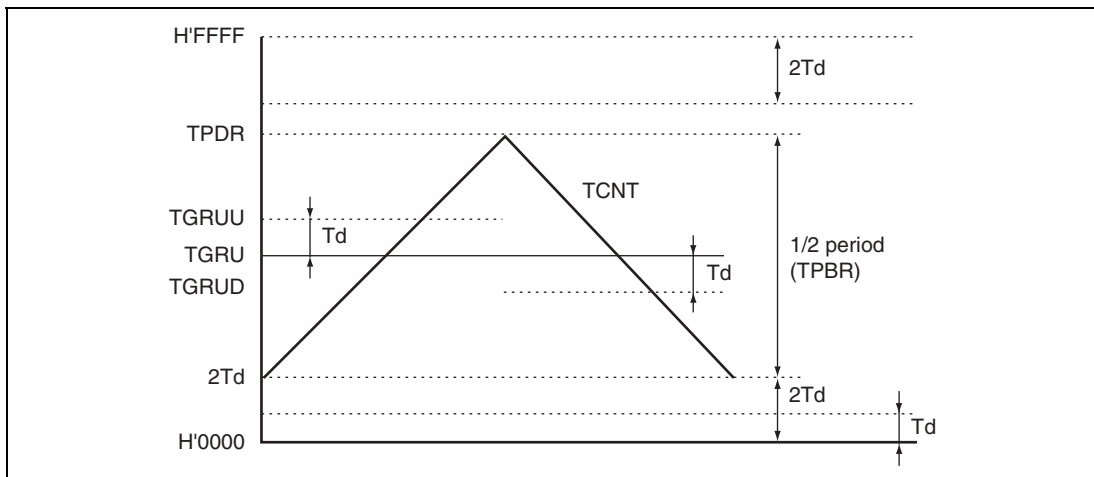 H'FFFF
2Td
TPDR
TCNT
TGRUU
Td
TGRU
1/2 period
(TPBR)
Td
TGRUD
2Td
2Td
Td
H'0000